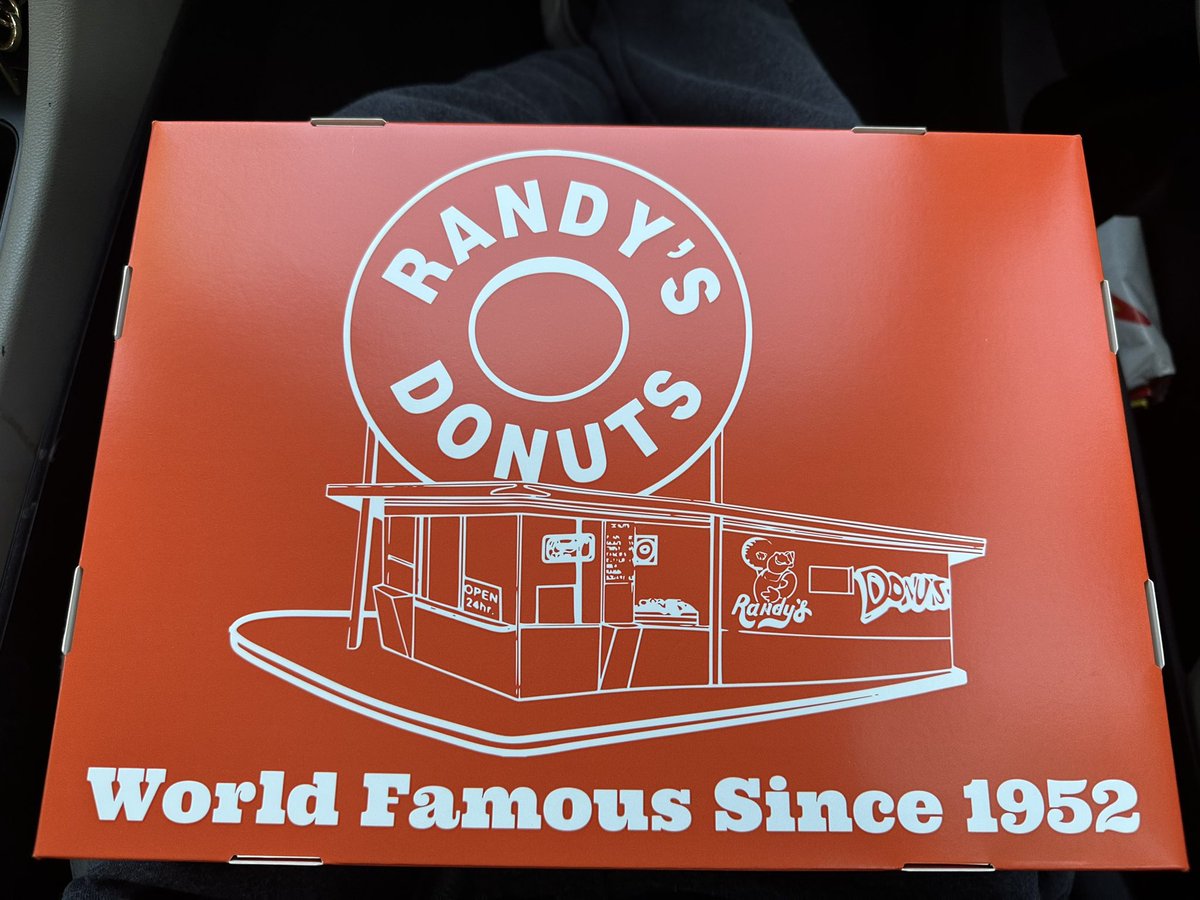 RANDY'S
DONUTS
OPEN
24hr.
Randy's
DONUTS
World Famous Since 1952